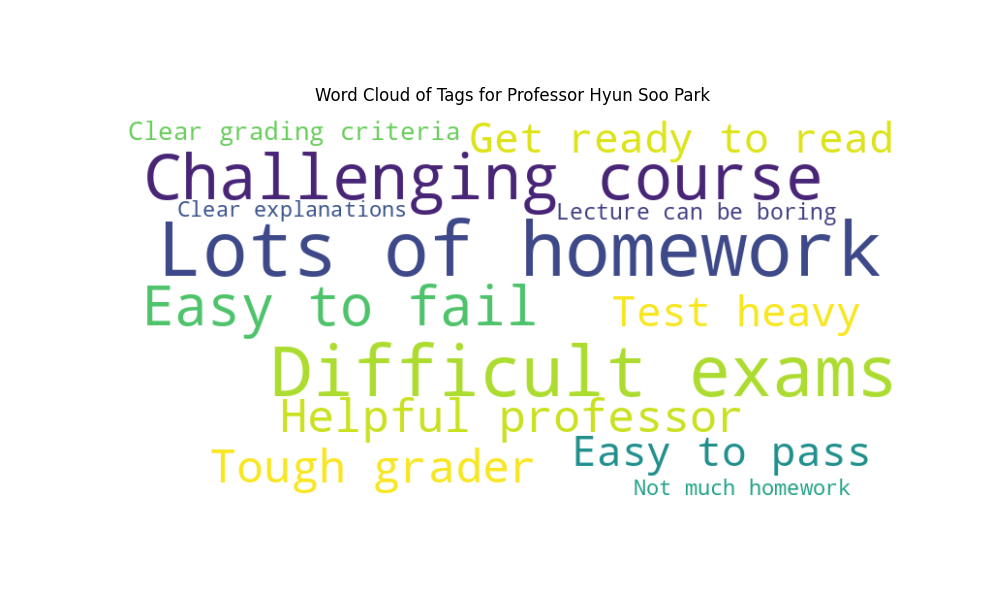 Word Cloud of Tags for Professor Hyun Soo Park
Clear grading criteria
Get ready to read
Challenging course
Clear explanations
Lecture can be boring
Lots of homework
Easy to fail
Test heavy
Difficult exams
Helpful professor
Easy to pass
Tough grader
Not much homework